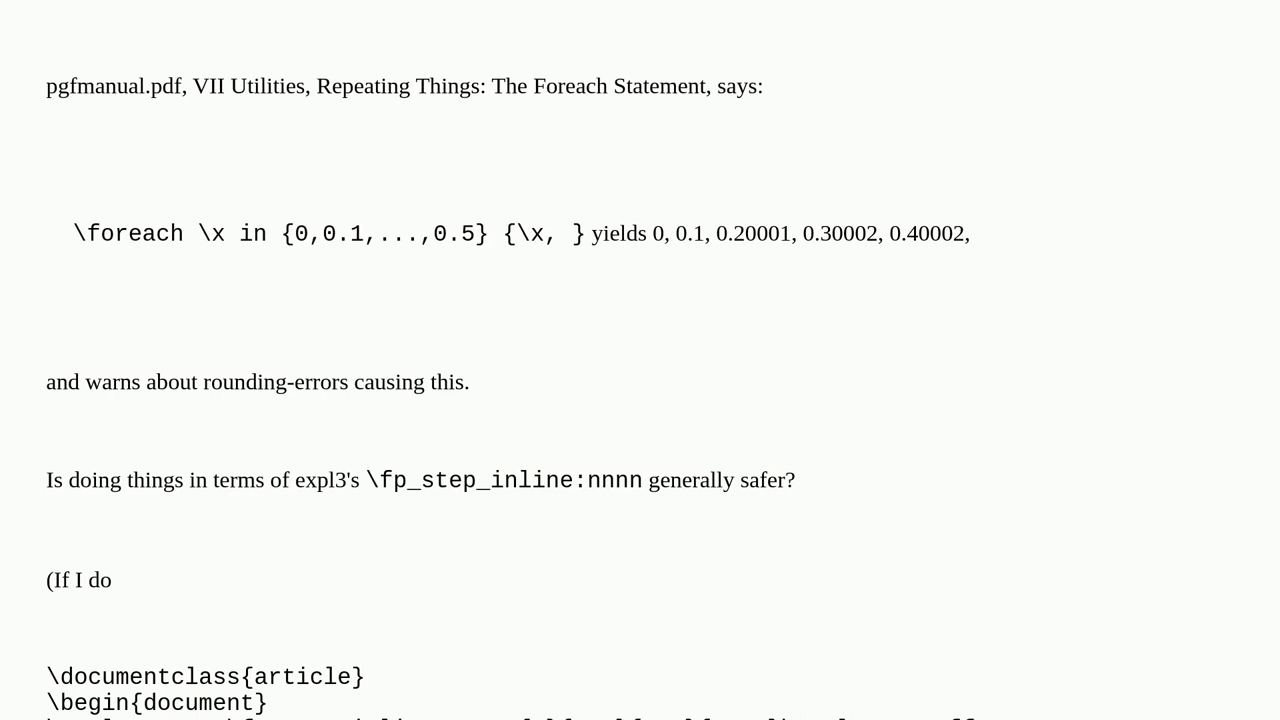 pgfmanual.pdf, VII Utilities, Repeating Things: The Foreach Statement, says:
\foreach \x in {0,0.1,...,0.5} {\x, } yields 0, 0.1, 0.20001, 0.30002, 0.40002,
and warns about rounding-errors causing this.
Is doing things in terms of expl3's \fp_step_inline:nnnn generally safer?
(If I do
\documentclass{article}
\begin{document}